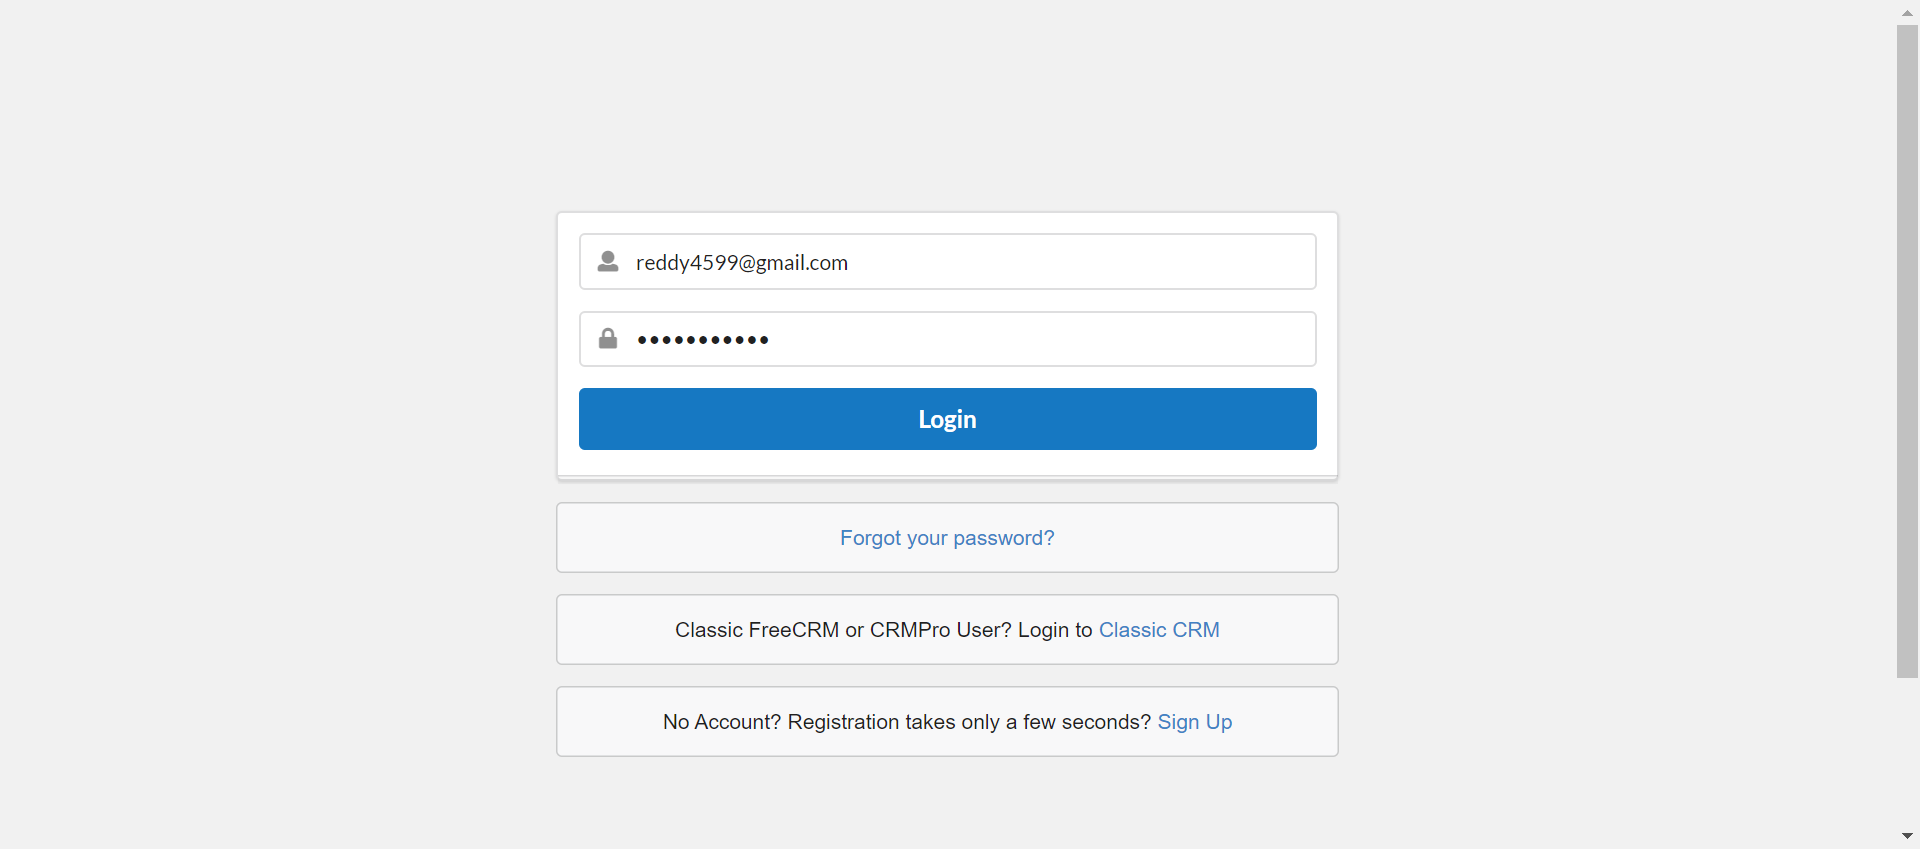 reddy4599@gmail.com
•••••••••••
Login
Forgot your password?
Classic FreeCRM or CRMPro User? Login to Classic CRM
No Account? Registration takes only a few seconds? Sign Up